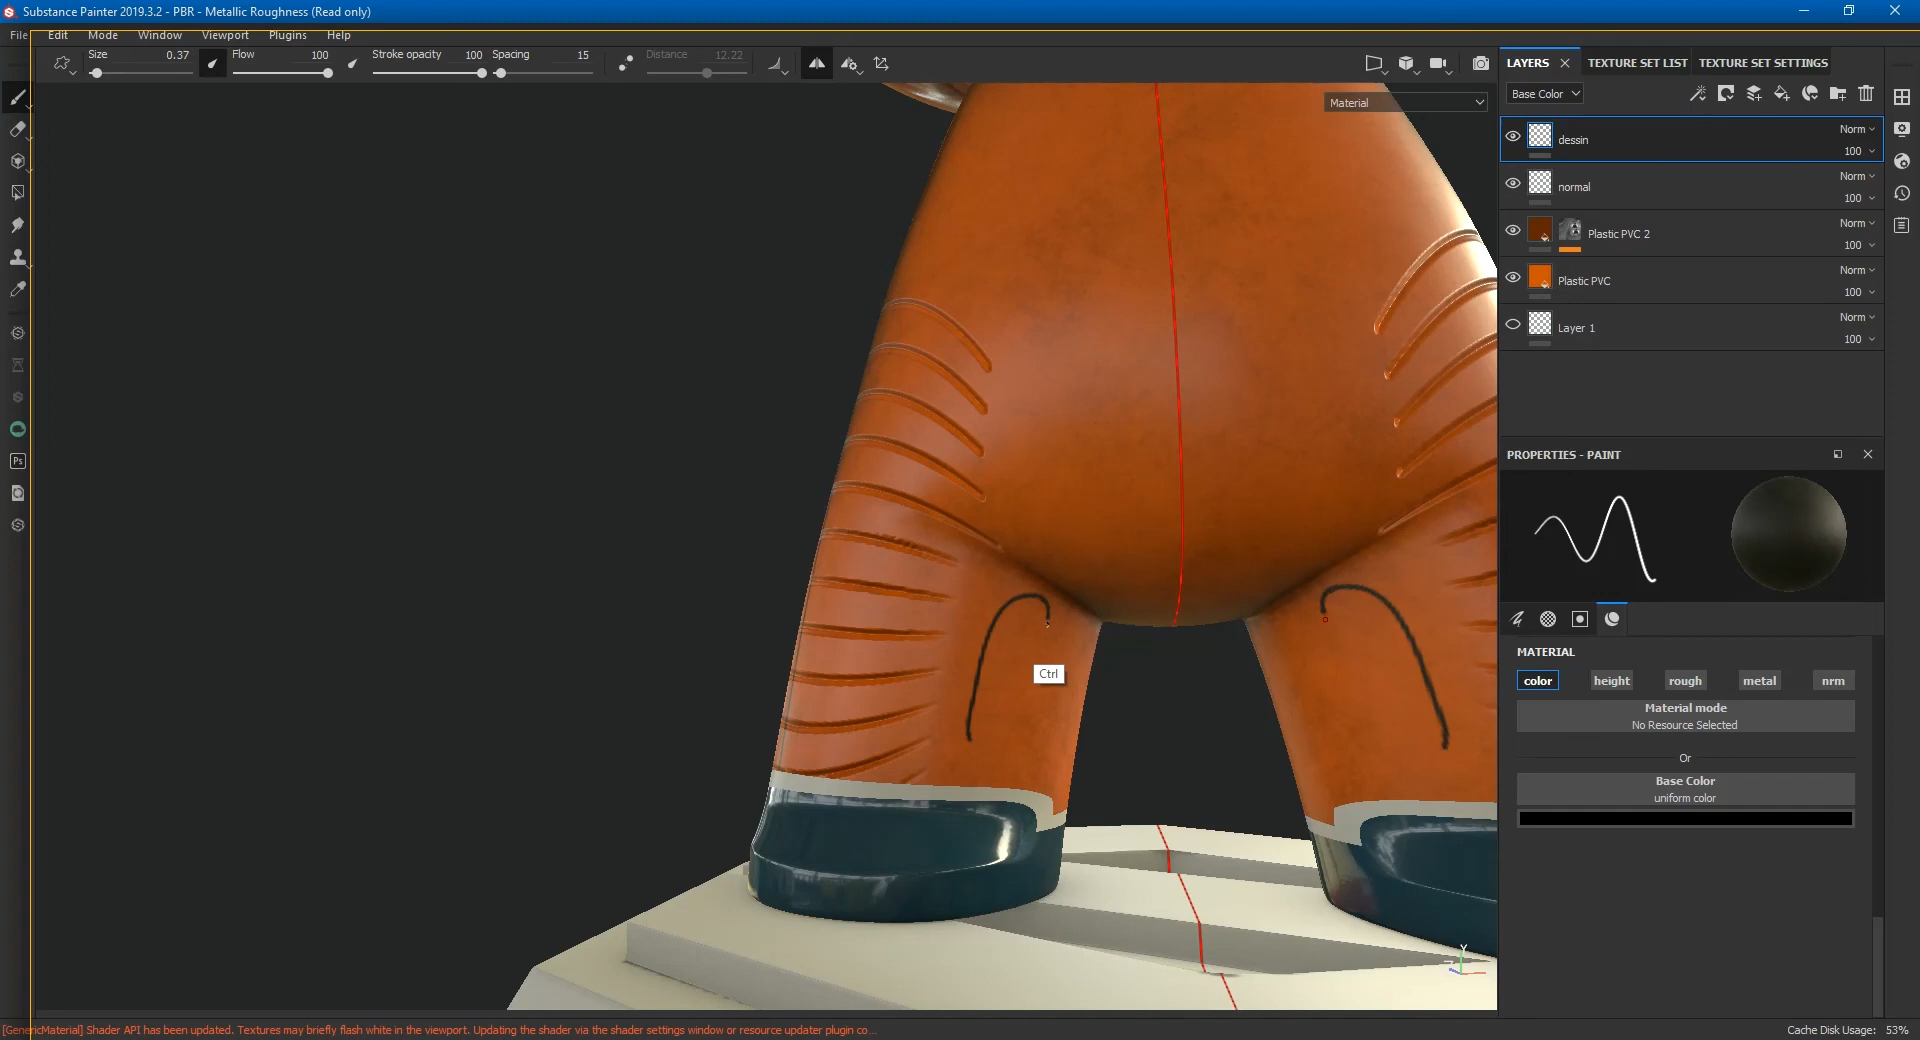 Substance Painter 2019.3.2 - PBR - Metallic Roughness (Read only)
File Edit Mode Window Viewport Plugins Help
Size 0.37 Flow 100 Stroke opacity 100 Spacing 15 Distance 12.22
Material
LAYERS TEXTURE SET LIST TEXTURE SET SETTINGS
Base Color
dessin Norm 100
normal Norm 100
Plastic PVC 2 Norm 100
Plastic PVC Norm 100
Layer 1 Norm 100
PROPERTIES - PAINT
MATERIAL
color height rough metal nrm
Material mode
No Resource Selected
Or
Base Color
uniform color
Ctrl
Ps
Y
[GenericMaterial] Shader API has been updated. Textures may briefly flash white in the viewport. Updating the shader via the shader settings window or resource updater plugin co...
Cache Disk Usage: 53%